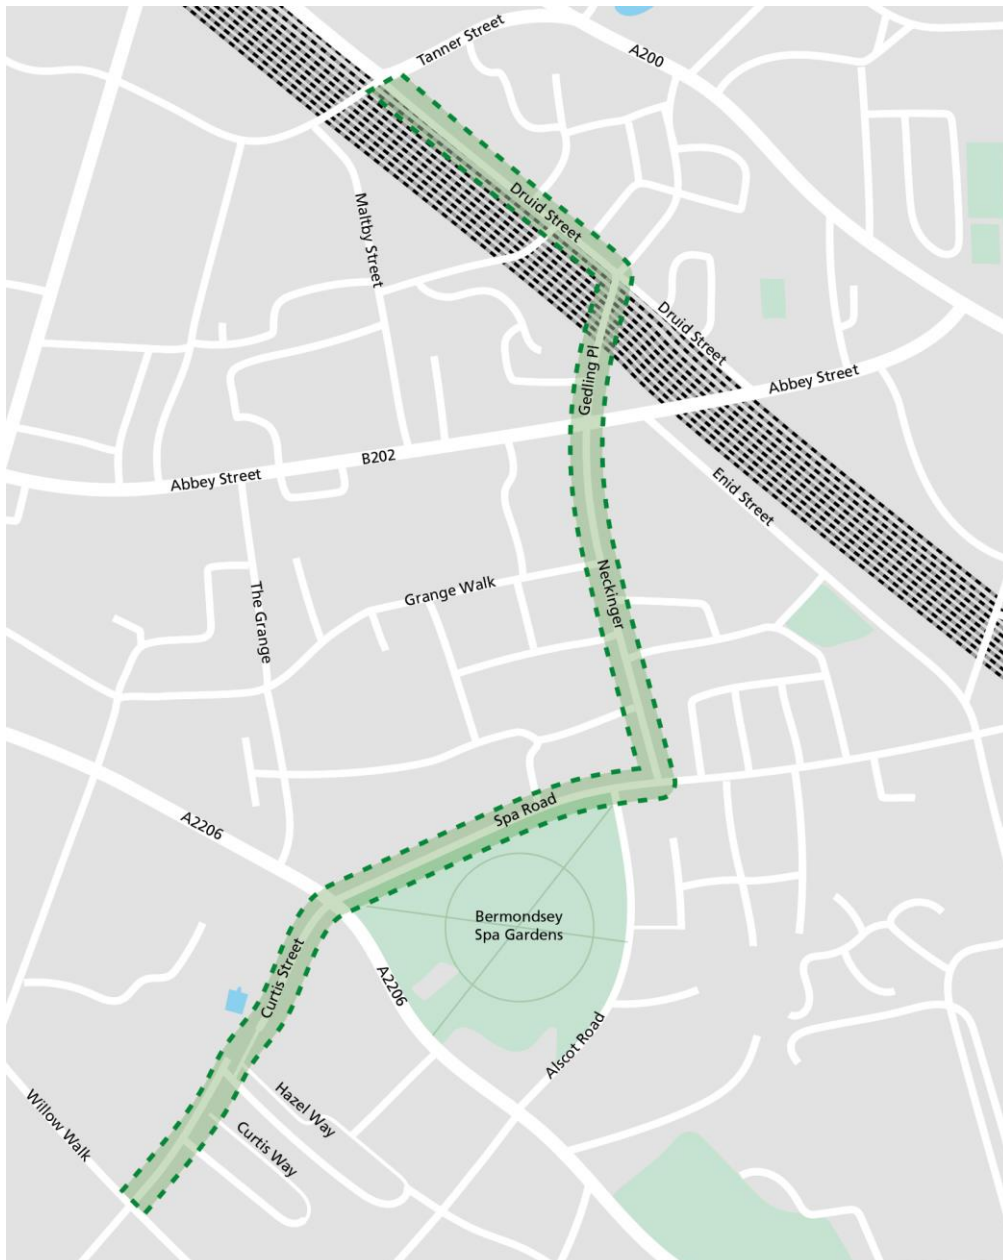 Tanner Street
A200
Maltby Street
Druid Street
Druid Street
Gedling Pl
Abbey Street
B202
Abbey Street
Enid Street
Neckinger
Grange Walk
The Grange
A2206
Spa Road
Bermondsey
Spa Gardens
Curtis Street
A2206
Alscot Road
Willow Walk
Hazel Way
Curtis Way